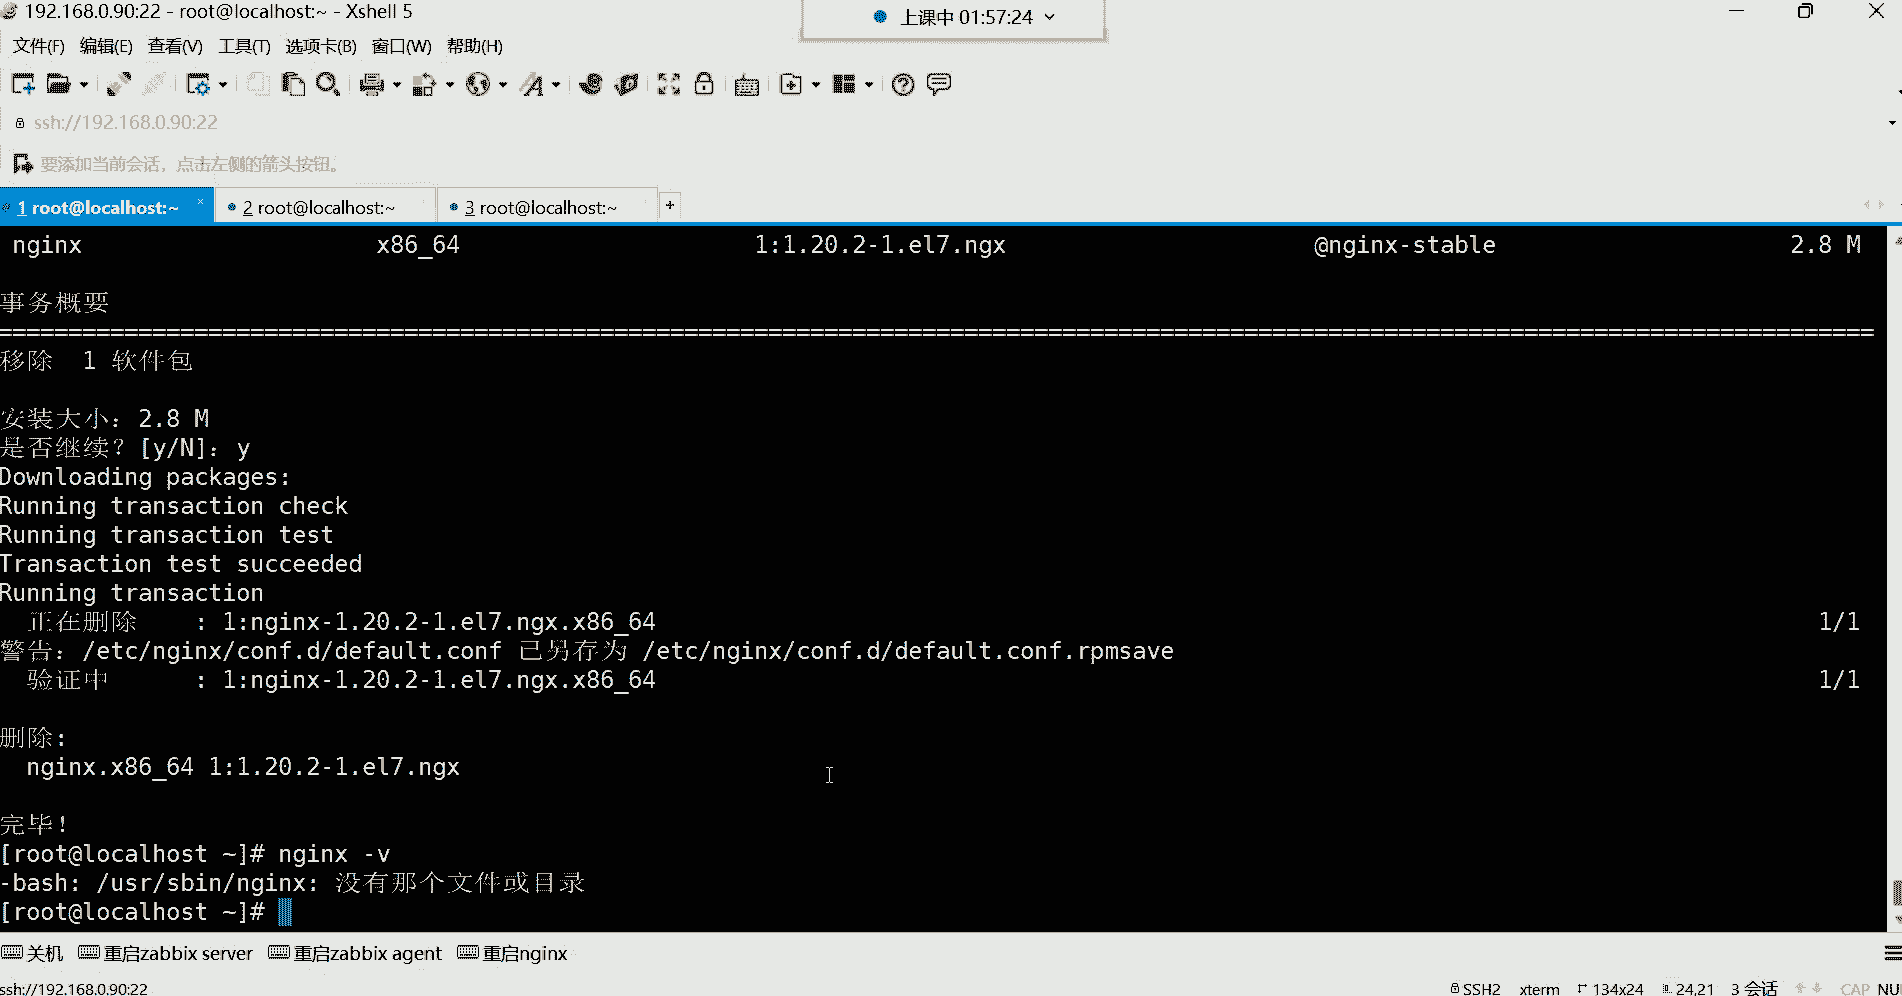 192.168.0.90:22 - root@localhost:~ - Xshell 5
上课中 01:57:24
文件(F) 编辑(E) 查看(V) 工具(T) 选项卡(B) 窗口(W) 帮助(H)
ssh://192.168.0.90:22
要添加当前会话，点击左侧的箭头按钮。
1 root@localhost:~ × 2 root@localhost:~ 3 root@localhost:~ +
nginx x86_64 1:1.20.2-1.el7.ngx @nginx-stable 2.8 M
事务概要
================================================================================
移除 1 软件包
安装大小：2.8 M
是否继续？[y/N]：y
Downloading packages:
Running transaction check
Running transaction test
Transaction test succeeded
Running transaction
正在删除 : 1:nginx-1.20.2-1.el7.ngx.x86_64 1/1
警告：/etc/nginx/conf.d/default.conf 已另存为 /etc/nginx/conf.d/default.conf.rpmsave
验证中 : 1:nginx-1.20.2-1.el7.ngx.x86_64 1/1
删除:
nginx.x86_64 1:1.20.2-1.el7.ngx
完毕！
[root@localhost ~]# nginx -v
-bash: /usr/sbin/nginx: 没有那个文件或目录
[root@localhost ~]#
关机 重启zabbix server 重启zabbix agent 重启nginx
ssh://192.168.0.90:22 SSH2 xterm 134x24 24,21 3 会话 CAP NU